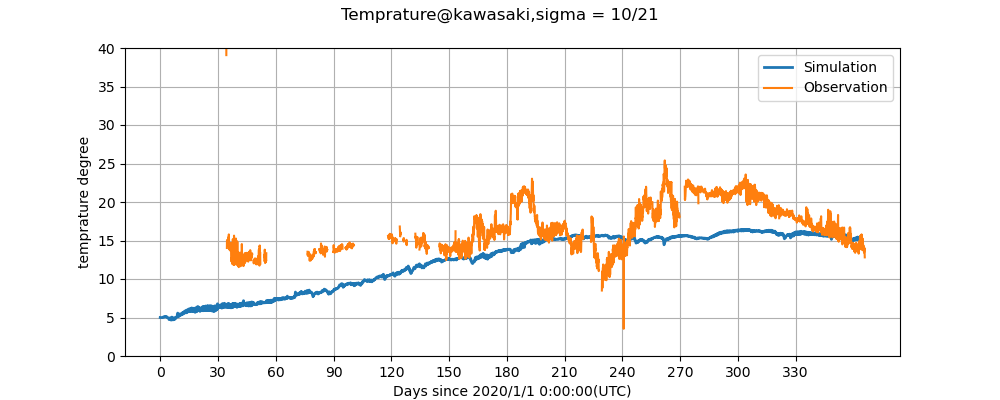 Temprature@kawasaki,sigma = 10/21
temprature degree
40
35
30
25
20
15
10
5
0
Simulation
Observation
0 30 60 90 120 150 180 210 240 270 300 330
Days since 2020/1/1 0:00:00(UTC)